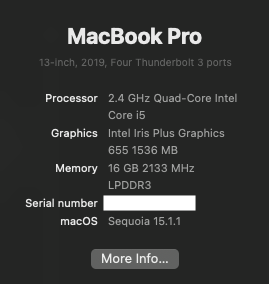 MacBook Pro
13-inch, 2019, Four Thunderbolt 3 ports
Processor 2.4 GHz Quad-Core Intel
Core i5
Graphics Intel Iris Plus Graphics
655 1536 MB
Memory 16 GB 2133 MHz
LPDDR3
Serial number
macOS Sequoia 15.1.1
More Info...